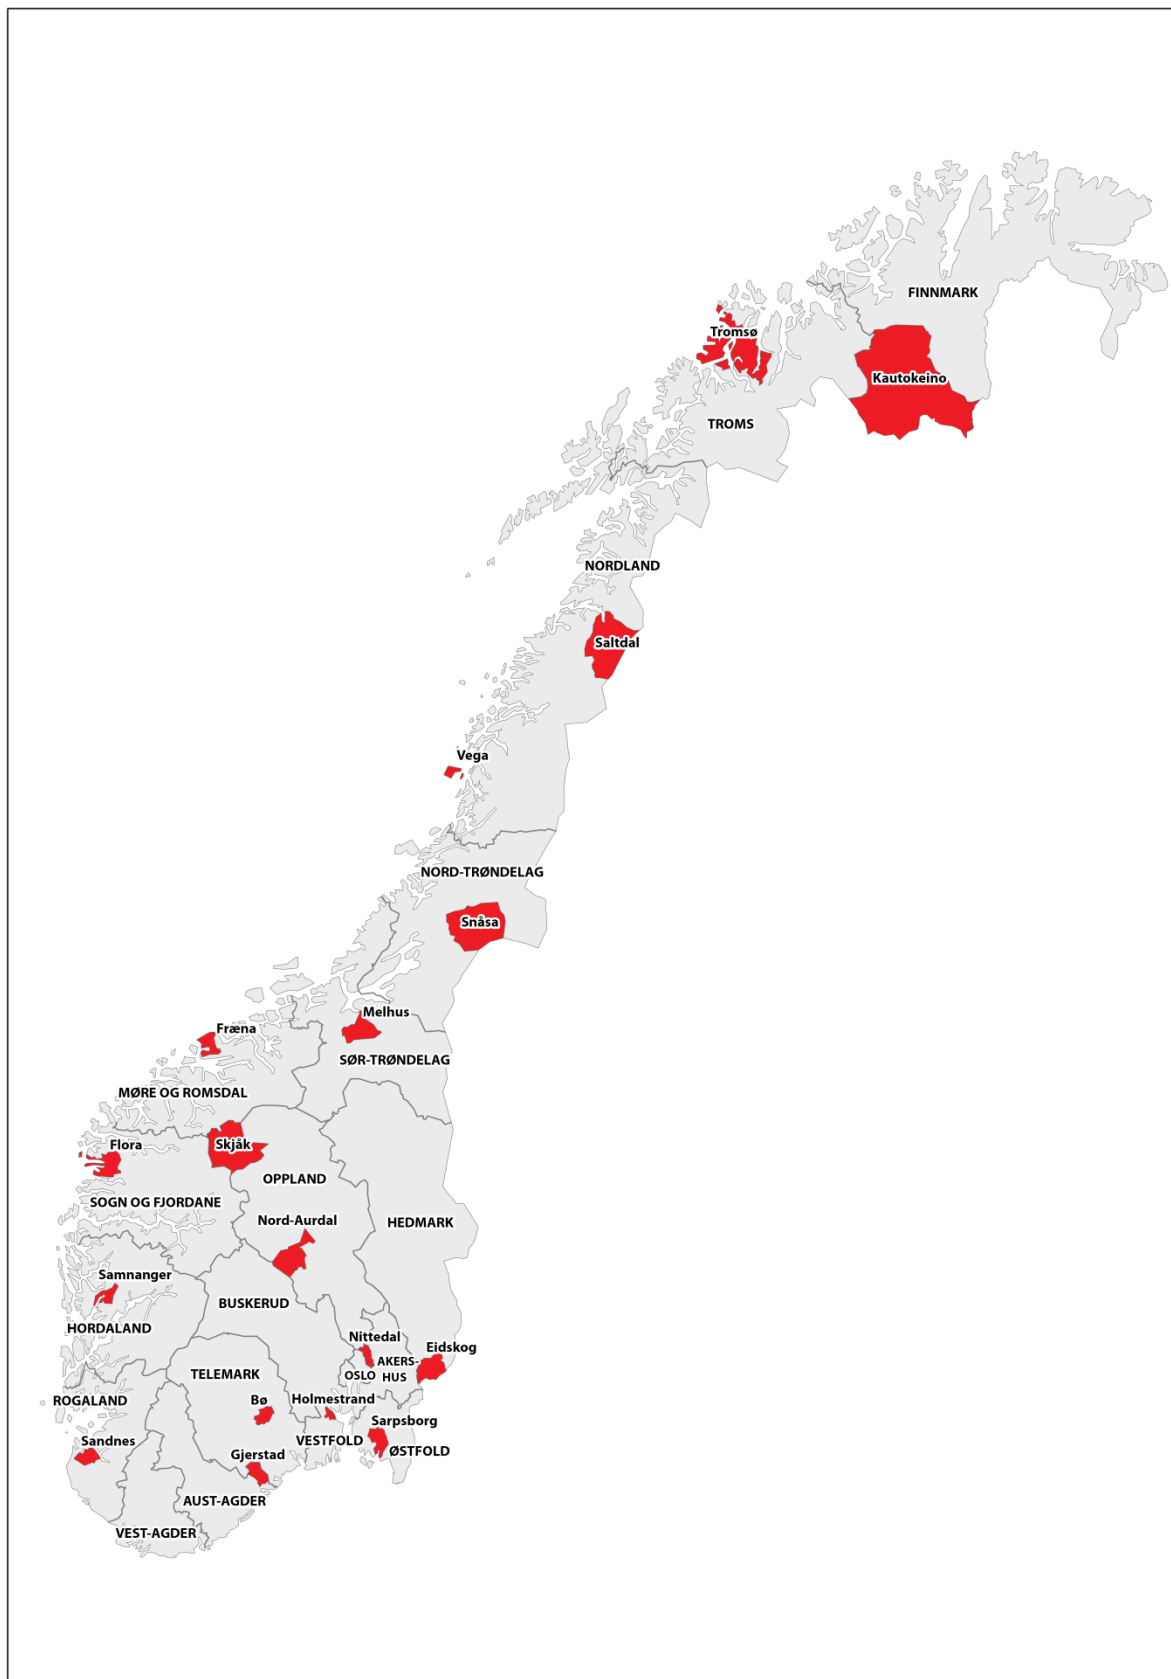 FINNMARK
Tromsø
Kautokeino
TROMS
NORDLAND
Saltdal
Vega
NORD-TRØNDELAG
Snåsa
Melhus
Fræna
SØR-TRØNDELAG
MØRE OG ROMSDAL
Flora
Skjåk
OPPLAND
SOGN OG FJORDANE
Nord-Aurdal
HEDMARK
Samnanger
BUSKERUD
HORDALAND
Nittedal
Eidskog
AKERS-
HUS
OSLO
TELEMARK
ROGALAND
Bø
Holmestrand
Sarpsborg
Sandnes
VESTFOLD
ØSTFOLD
Gjerstad
AUST-AGDER
VEST-AGDER